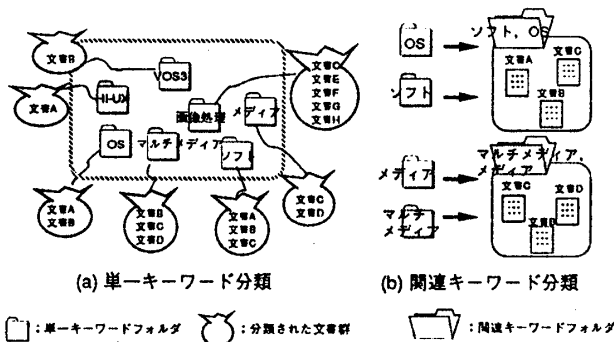 文書B
VOS3
文書A
HI-UX
画像処理
メディア
文書C
文書E
文書F
文書G
文書H
OS
マルチメディア
ソフト
文書A
文書B
文書B
文書C
文書D
文書A
文書B
文書C
文書C
文書D
(a) 単一キーワード分類
OS
ソフト
ソフト, OS
文書A
文書C
文書B
メディア
マルチ
メディア
マルチメディア,
メディア
文書C
文書D
文書B
(b) 関連キーワード分類
:単一キーワードフォルダ
:分類された文書群
:関連キーワードフォルダ